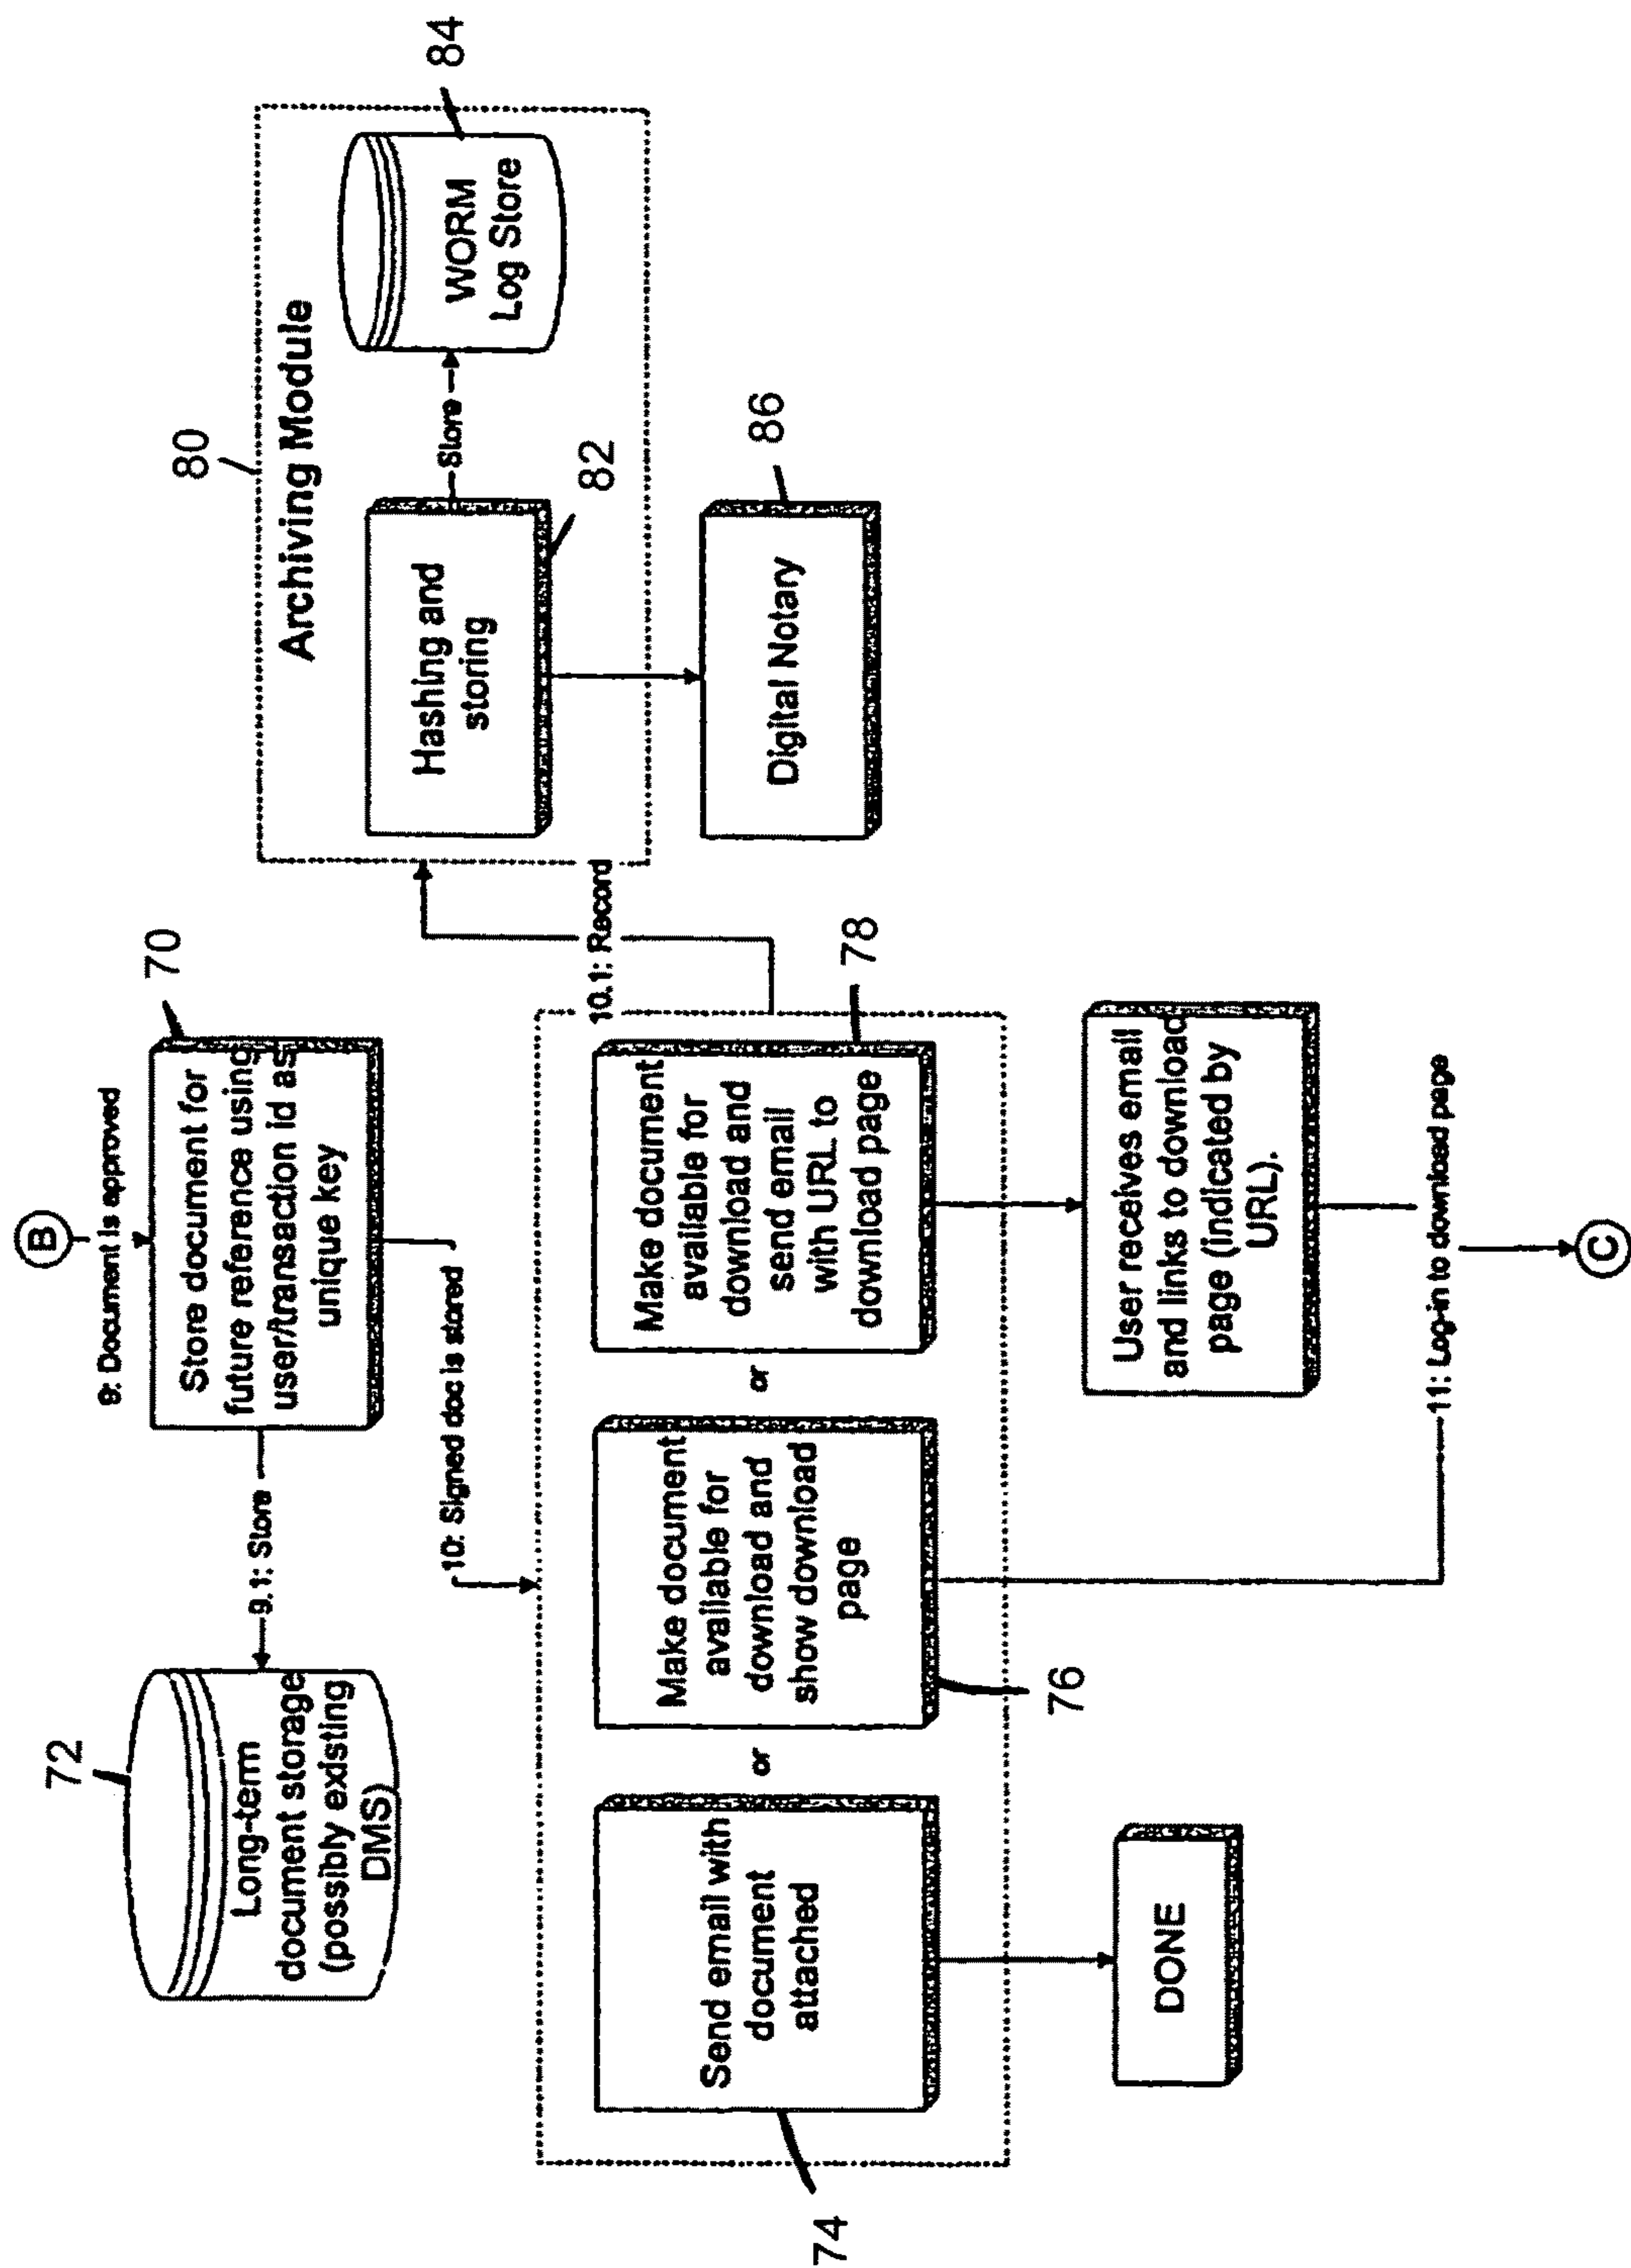 B
9: Document is approved
70
Store document for
future reference using
user/transaction id as
unique key
9.1: Store
72
Long-term
document storage
(possibly existing
DMS)
10: Signed doc is stored
80
Archiving Module
Hashing and
storing
82
Store
WORM
Log Store
84
Digital Notary
86
10.1: Record
Send email with
document
attached
74
or
Make document
available for
download and
show download
page
76
or
Make document
available for
download and
send email
with URL to
download page
78
DONE
User receives email
and links to download
page (indicated by
URL).
11: Log-in to download page
C